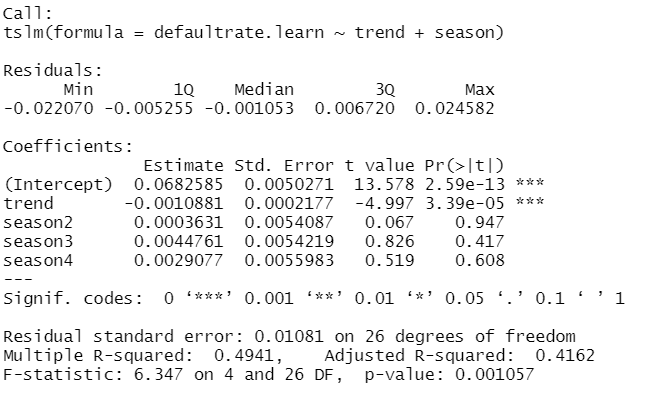 Call:
tslm(formula = defaultrate.learn ~ trend + season)

Residuals:
      Min        1Q    Median        3Q       Max
-0.022070 -0.005255 -0.001053  0.006720  0.024582

Coefficients:
              Estimate Std. Error t value Pr(>|t|)
(Intercept)  0.0682585  0.0050271  13.578 2.59e-13 ***
trend       -0.0010881  0.0002177  -4.997 3.39e-05 ***
season2      0.0003631  0.0054087   0.067    0.947
season3      0.0044761  0.0054219   0.826    0.417
season4      0.0029077  0.0055983   0.519    0.608
---
Signif. codes:  0 ‘***’ 0.001 ‘**’ 0.01 ‘*’ 0.05 ‘.’ 0.1 ‘ ’ 1

Residual standard error: 0.01081 on 26 degrees of freedom
Multiple R-squared:  0.4941,    Adjusted R-squared:  0.4162
F-statistic: 6.347 on 4 and 26 DF,  p-value: 0.001057